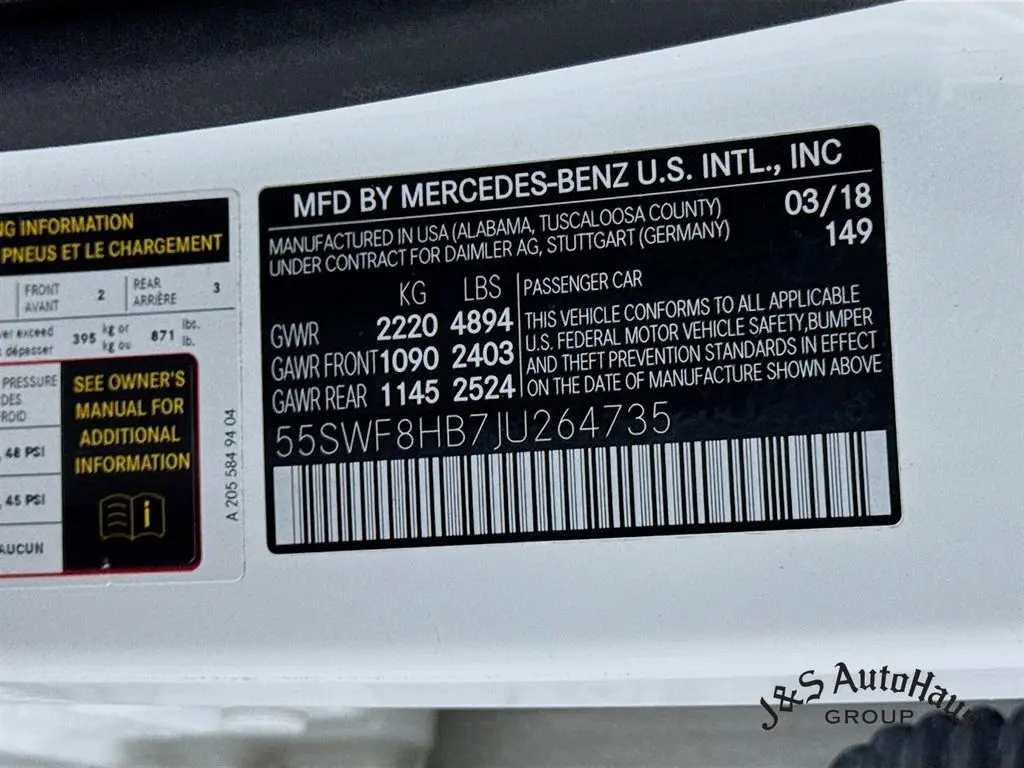 NG INFORMATION
PNEUS ET LE CHARGEMENT
FRONT 2 REAR 3
AVANT ARRIÈRE
ver exceed 395 kg or 871 lbs.
dépasser kg ou lb.
PRESSURE
DES
ROID
48 PSI
45 PSI
AUCUN
SEE OWNER'S
MANUAL FOR
ADDITIONAL
INFORMATION
i
A 205 584 94 04
MFD BY MERCEDES-BENZ U.S. INTL., INC
MANUFACTURED IN USA (ALABAMA, TUSCALOOSA COUNTY) 03/18
UNDER CONTRACT FOR DAIMLER AG, STUTTGART (GERMANY) 149
KG LBS
GVWR 2220 4894
GAWR FRONT 1090 2403
GAWR REAR 1145 2524
PASSENGER CAR
THIS VEHICLE CONFORMS TO ALL APPLICABLE
U.S. FEDERAL MOTOR VEHICLE SAFETY,BUMPER
AND THEFT PREVENTION STANDARDS IN EFFECT
ON THE DATE OF MANUFACTURE SHOWN ABOVE
55SWF8HB7JU264735
J&S AutoHaus
GROUP